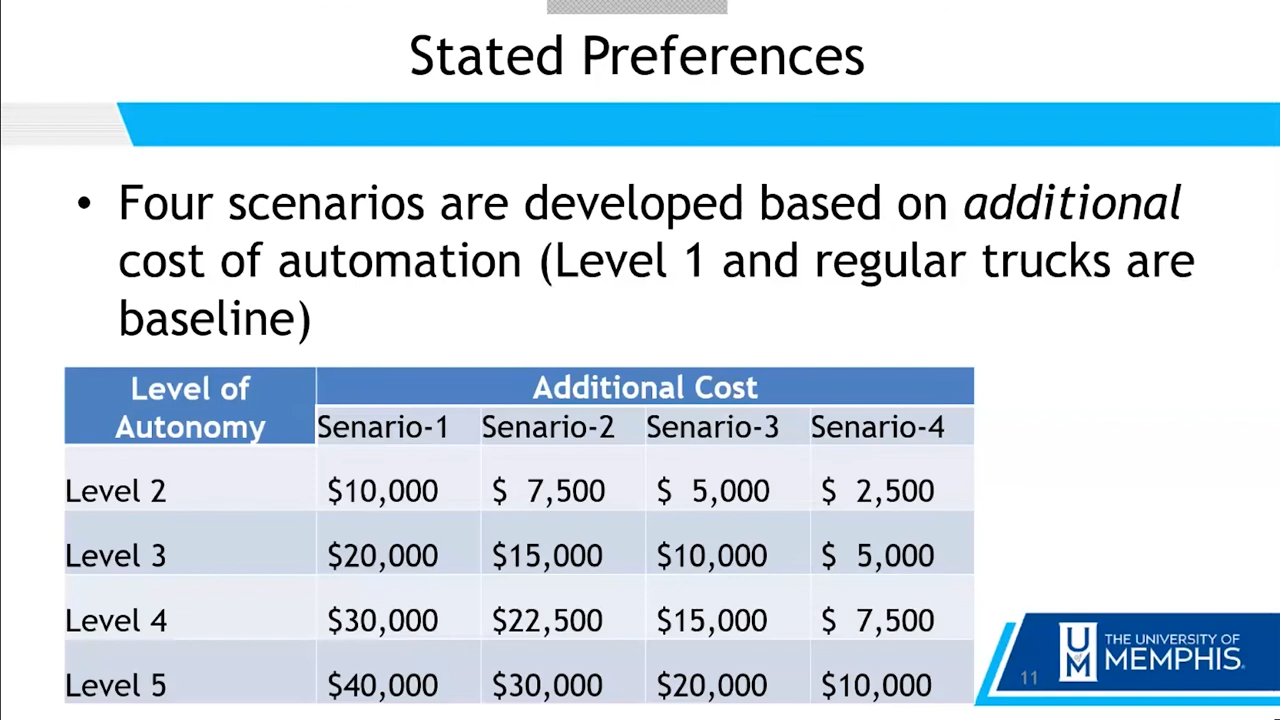 Stated Preferences
• Four scenarios are developed based on additional
cost of automation (Level 1 and regular trucks are
baseline)
Level of
Autonomy
Additional Cost
Senario-1 Senario-2 Senario-3 Senario-4
Level 2 $10,000 $ 7,500 $ 5,000 $ 2,500
Level 3 $20,000 $15,000 $10,000 $ 5,000
Level 4 $30,000 $22,500 $15,000 $ 7,500
Level 5 $40,000 $30,000 $20,000 $10,000
11
U
of
M
THE UNIVERSITY OF
MEMPHIS.